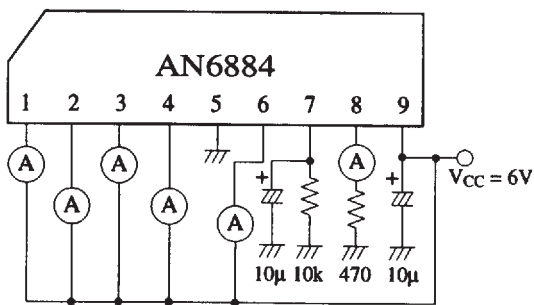 AN6884
1 2 3 4 5 6 7 8 9
A A A
A A A
+ +
VCC = 6V
10μ 10k 470 10μ